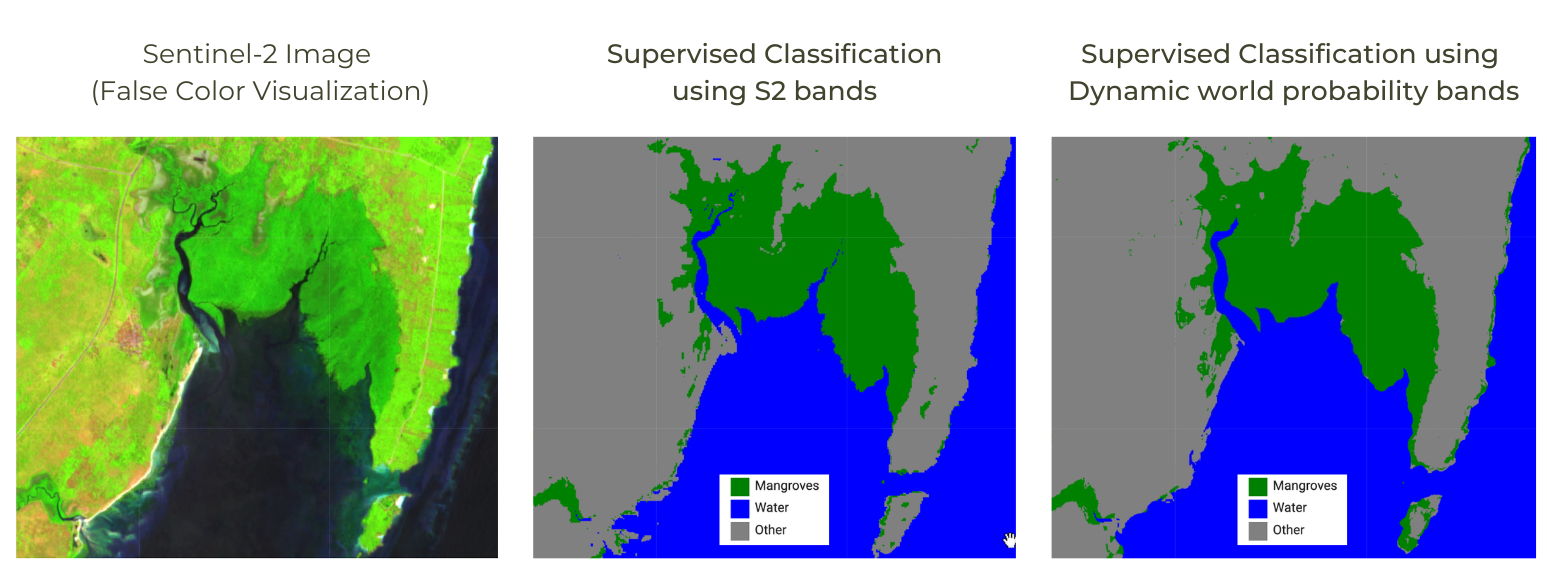 Sentinel-2 Image
(False Color Visualization)
Supervised Classification
using S2 bands
Supervised Classification using
Dynamic world probability bands
Mangroves
Water
Other
Mangroves
Water
Other